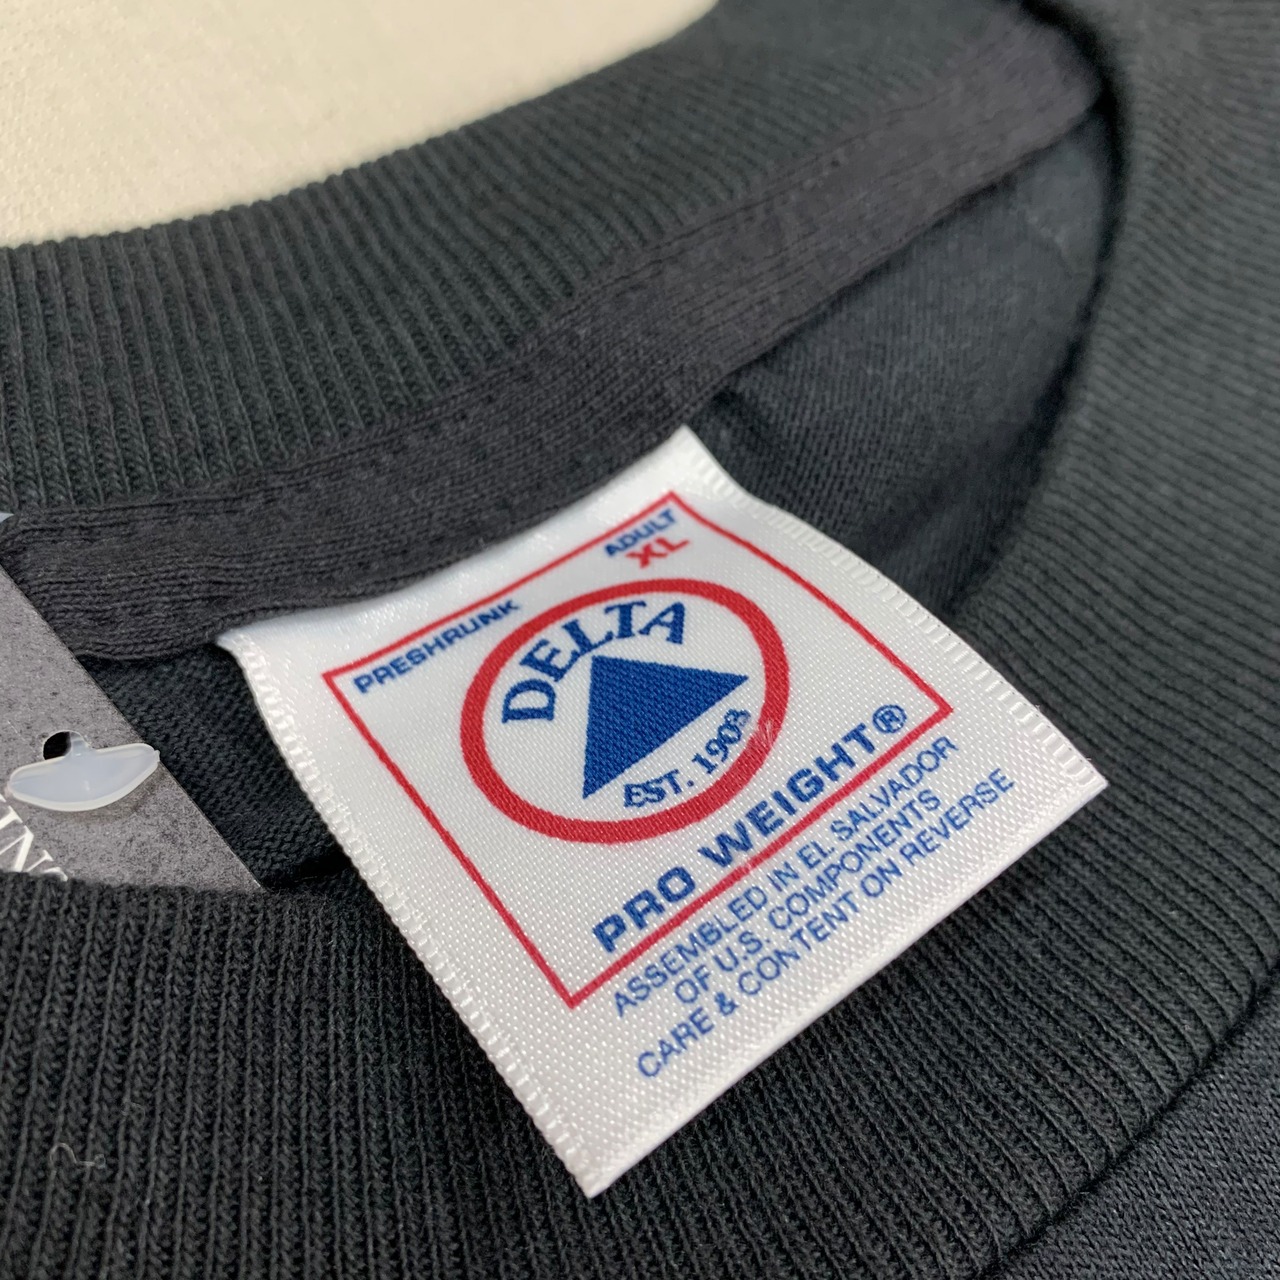 PRESHRUNK
ADULT
XL
DELTA
EST. 1903
PRO WEIGHT®
ASSEMBLED IN EL SALVADOR
OF U.S. COMPONENTS
CARE & CONTENT ON REVERSE